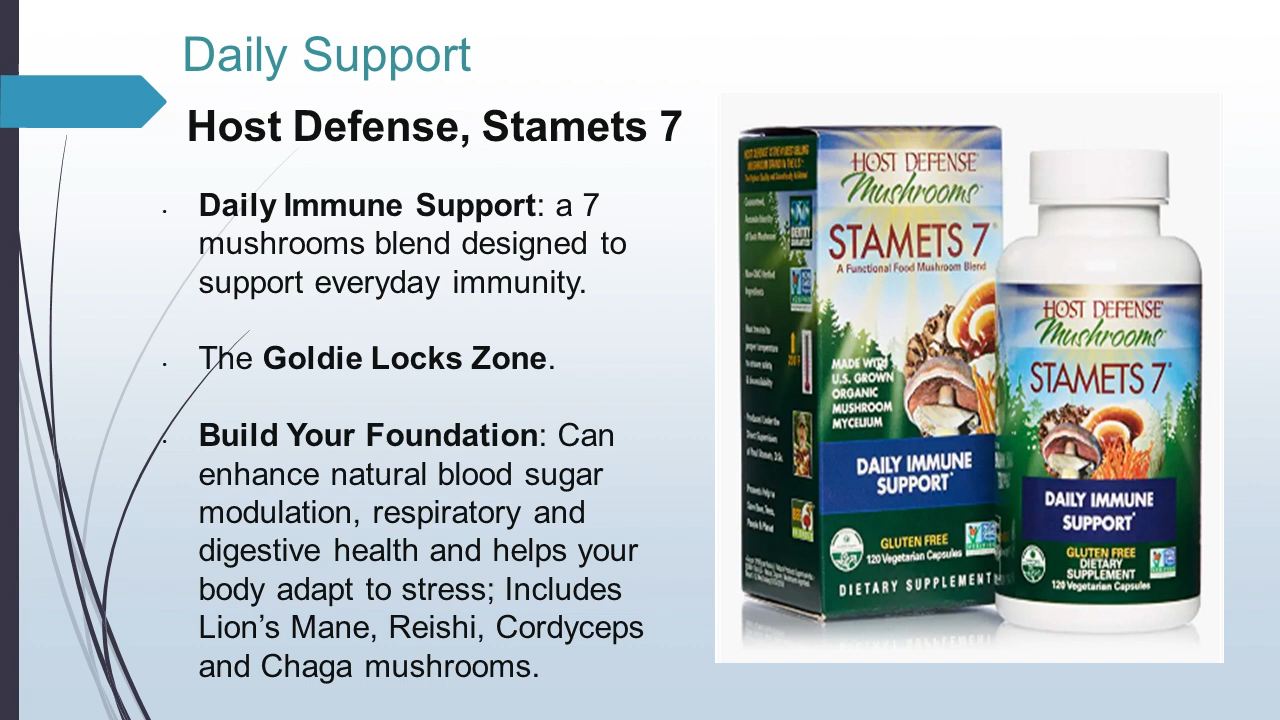 Daily Support
Host Defense, Stamets 7
• Daily Immune Support: a 7
mushrooms blend designed to
support everyday immunity.
• The Goldie Locks Zone.
• Build Your Foundation: Can
enhance natural blood sugar
modulation, respiratory and
digestive health and helps your
body adapt to stress; Includes
Lion’s Mane, Reishi, Cordyceps
and Chaga mushrooms.
HOST DEFENSE®
Mushrooms™
STAMETS 7®
A Functional Food Mushroom Blend
MADE WITH
U.S. GROWN
ORGANIC
MUSHROOM
MYCELIUM
DAILY IMMUNE
SUPPORT*
GLUTEN FREE
120 Vegetarian Capsules
DIETARY SUPPLEMENT
HOST DEFENSE®
Mushrooms™
STAMETS 7®
DAILY IMMUNE
SUPPORT*
GLUTEN FREE
DIETARY
SUPPLEMENT
120 Vegetarian Capsules